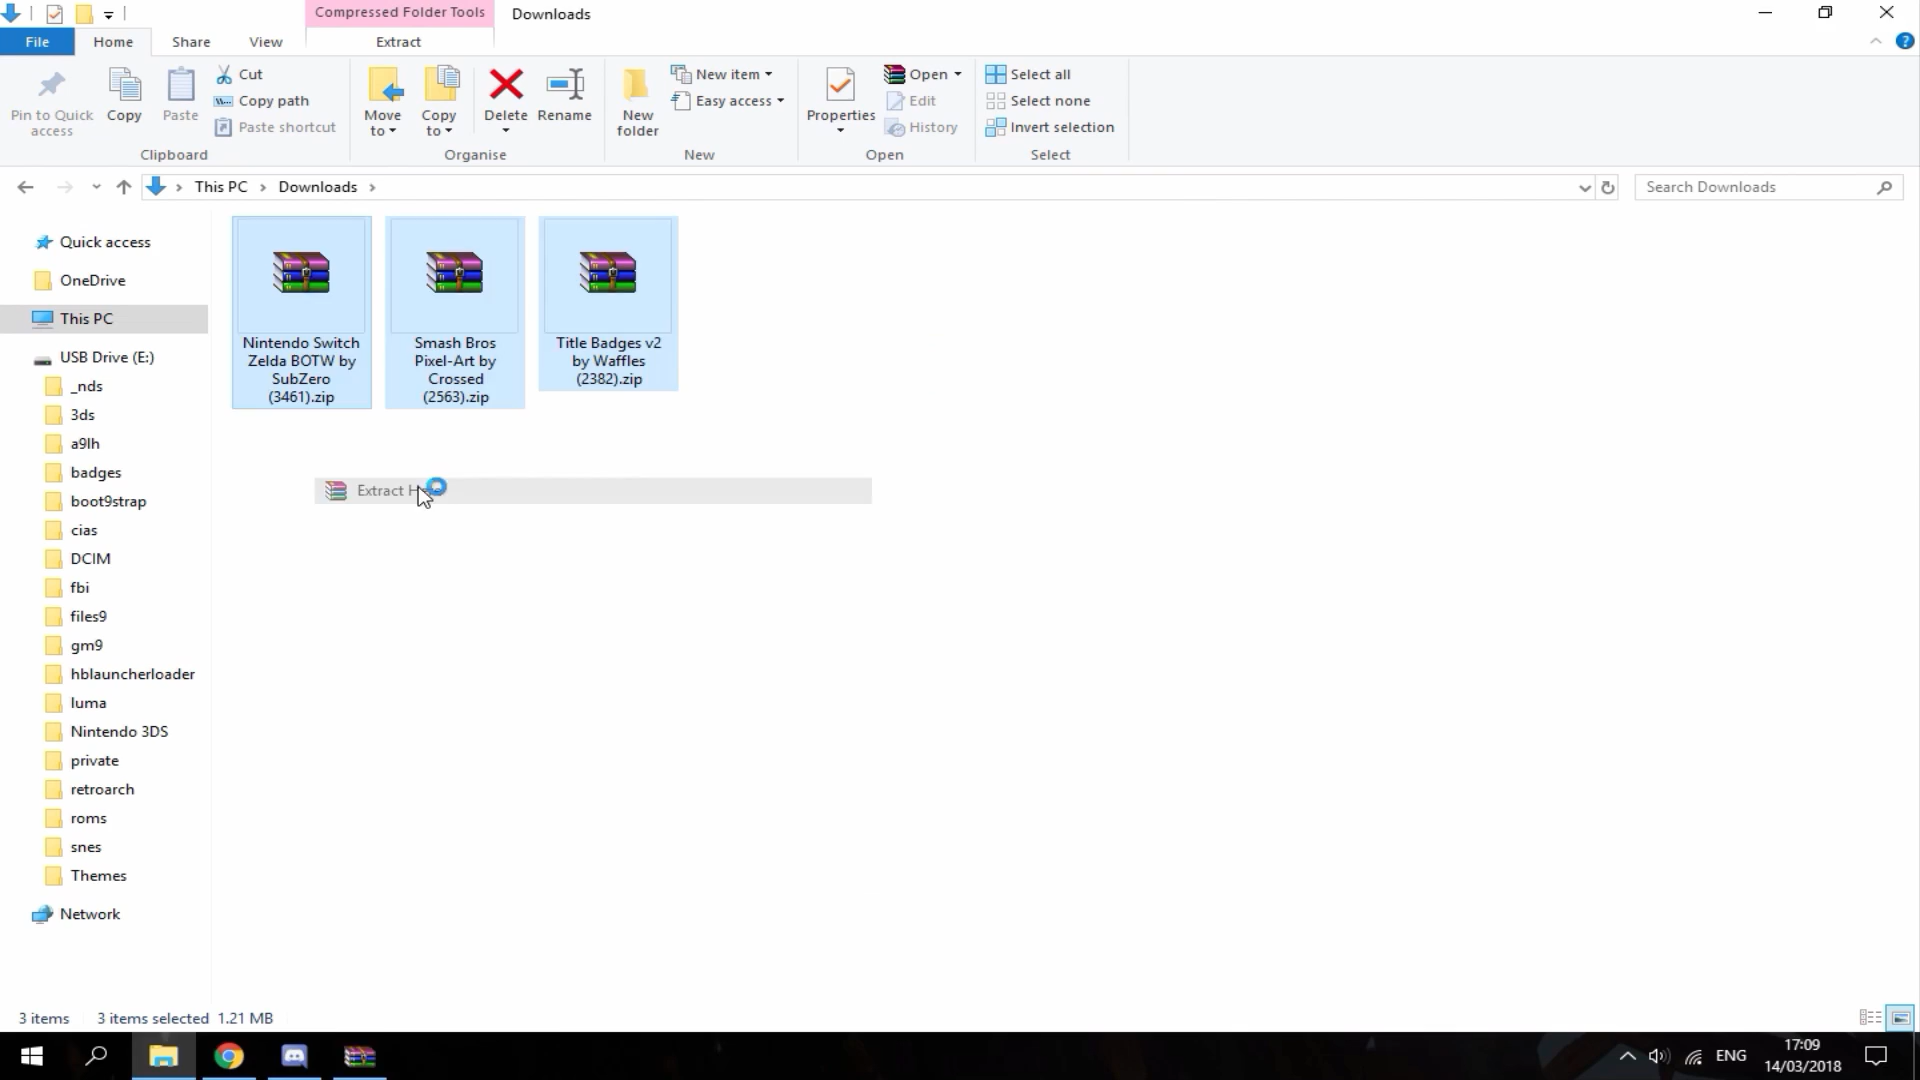 Compressed Folder Tools
Downloads
File
Home
Share
View
Extract
Pin to Quick
access
Copy
Paste
Cut
Copy path
Paste shortcut
Clipboard
Move
to
Copy
to
Delete
Rename
Organise
New
folder
New item
Easy access
New
Properties
Open
Edit
History
Open
Select all
Select none
Invert selection
Select
This PC
Downloads
Search Downloads
Quick access
OneDrive
This PC
USB Drive (E:)
_nds
3ds
a9lh
badges
boot9strap
cias
DCIM
fbi
files9
gm9
hblauncherloader
luma
Nintendo 3DS
private
retroarch
roms
snes
Themes
Network
Nintendo Switch
Zelda BOTW by
SubZero
(3461).zip
Smash Bros
Pixel-Art by
Crossed
(2563).zip
Title Badges v2
by Waffles
(2382).zip
Extract
3 items
3 items selected 1.21 MB
ENG
17:09
14/03/2018